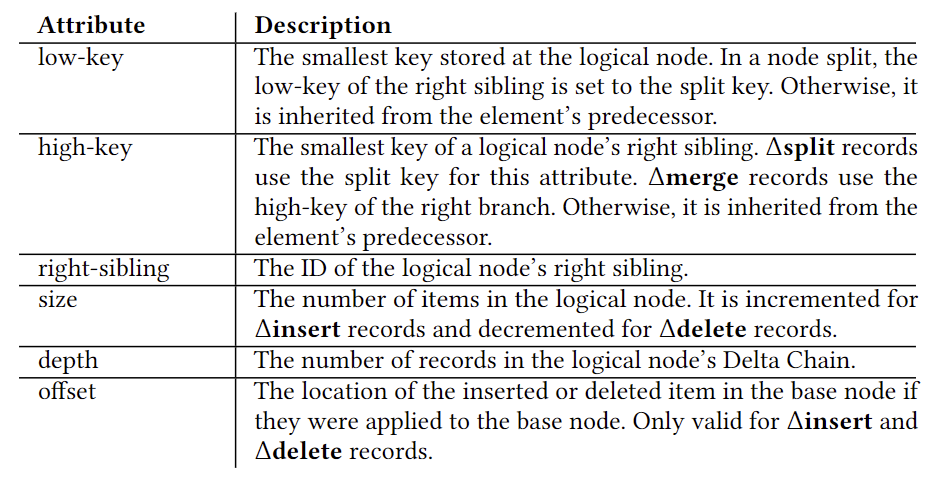 Attribute Description
low-key The smallest key stored at the logical node. In a node split, the
low-key of the right sibling is set to the split key. Otherwise, it
is inherited from the element's predecessor.
high-key The smallest key of a logical node's right sibling. Δsplit records
use the split key for this attribute. Δmerge records use the
high-key of the right branch. Otherwise, it is inherited from the
element's predecessor.
right-sibling The ID of the logical node's right sibling.
size The number of items in the logical node. It is incremented for
Δinsert records and decremented for Δdelete records.
depth The number of records in the logical node's Delta Chain.
offset The location of the inserted or deleted item in the base node if
they were applied to the base node. Only valid for Δinsert and
Δdelete records.